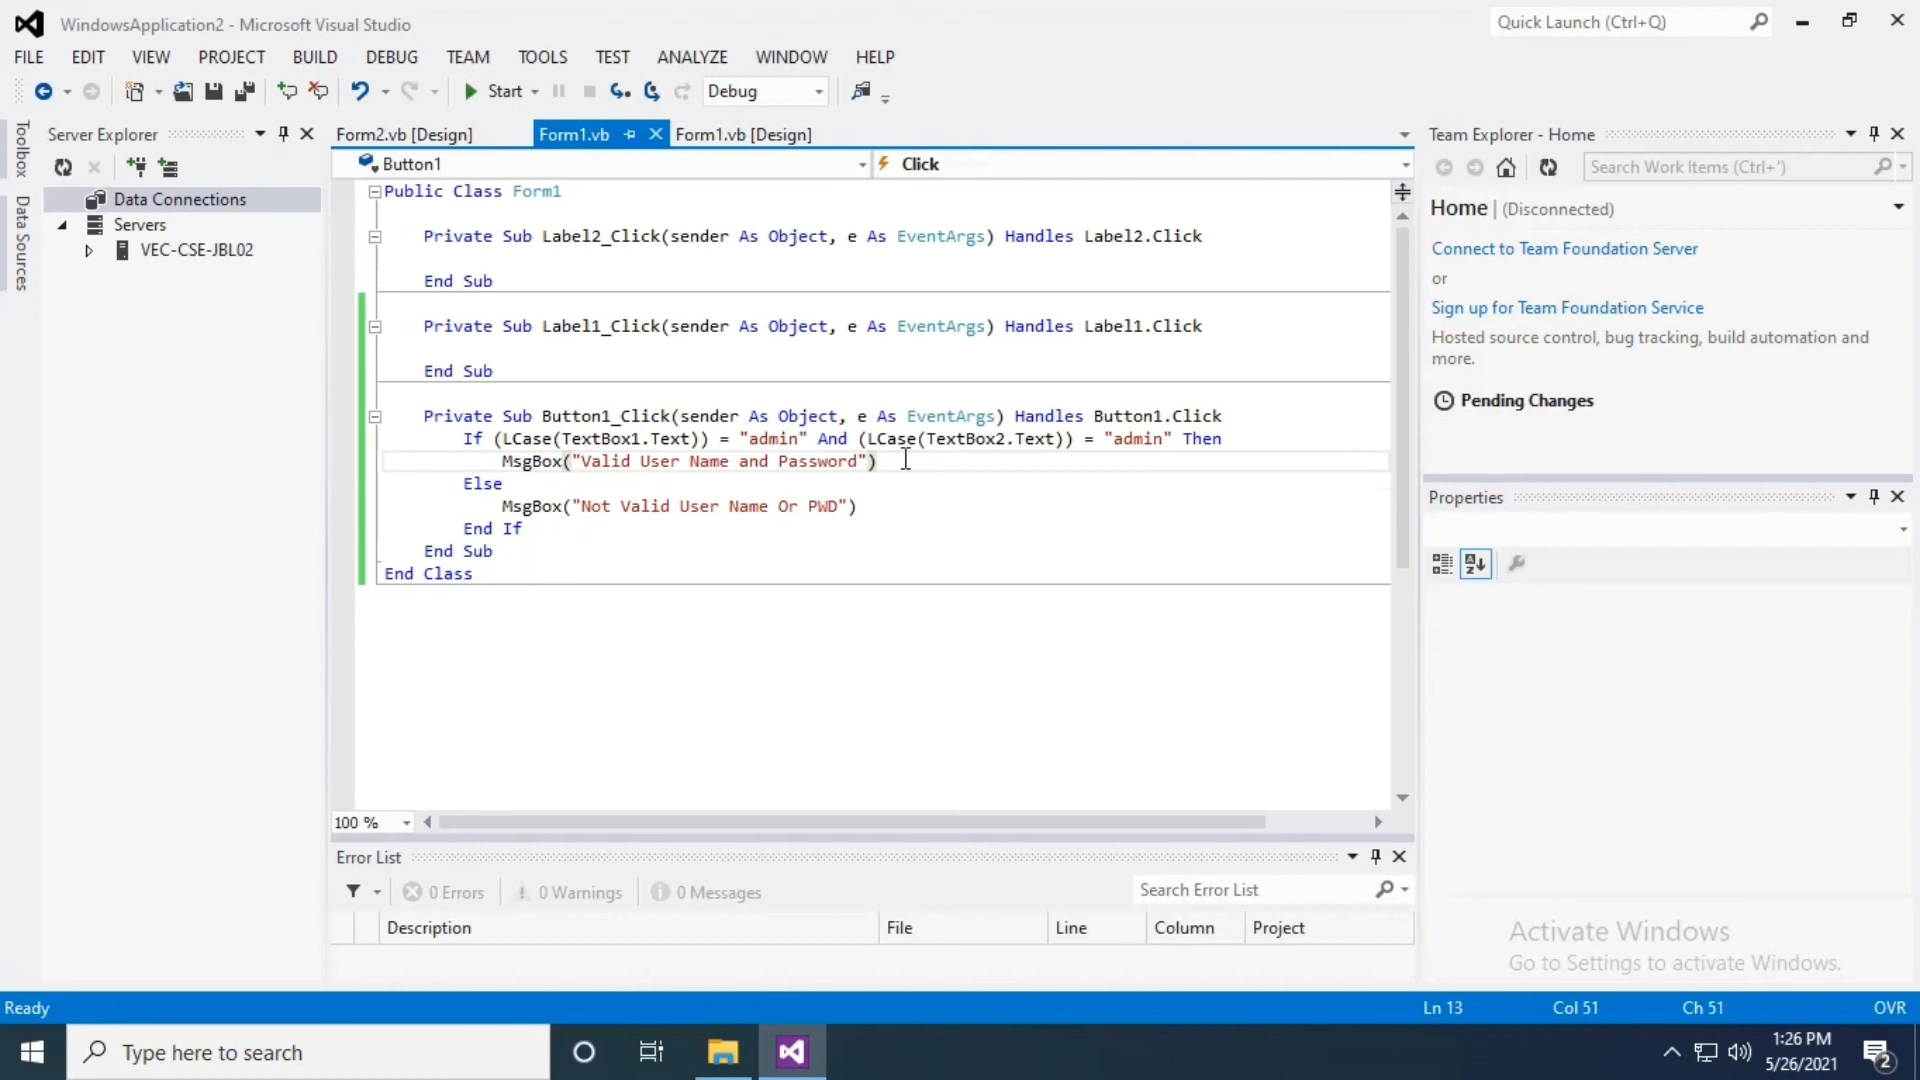 WindowsApplication2 - Microsoft Visual Studio
Quick Launch (Ctrl+Q)
FILE EDIT VIEW PROJECT BUILD DEBUG TEAM TOOLS TEST ANALYZE WINDOW HELP
Start Debug
Toolbox
Data Sources
Server Explorer
Data Connections
Servers
VEC-CSE-JBL02
Form2.vb [Design] Form1.vb Form1.vb [Design]
Button1 Click
Public Class Form1
Private Sub Label2_Click(sender As Object, e As EventArgs) Handles Label2.Click
End Sub
Private Sub Label1_Click(sender As Object, e As EventArgs) Handles Label1.Click
End Sub
Private Sub Button1_Click(sender As Object, e As EventArgs) Handles Button1.Click
If (LCase(TextBox1.Text)) = "admin" And (LCase(TextBox2.Text)) = "admin" Then
MsgBox("Valid User Name and Password")
Else
MsgBox("Not Valid User Name Or PWD")
End If
End Sub
End Class
100 %
Error List
0 Errors 0 Warnings 0 Messages
Search Error List
Description File Line Column Project
Team Explorer - Home
Search Work Items (Ctrl+')
Home | (Disconnected)
Connect to Team Foundation Server
or
Sign up for Team Foundation Service
Hosted source control, bug tracking, build automation and
more.
Pending Changes
Properties
Activate Windows
Go to Settings to activate Windows.
Ready Ln 13 Col 51 Ch 51 OVR
Type here to search
1:26 PM
5/26/2021
2